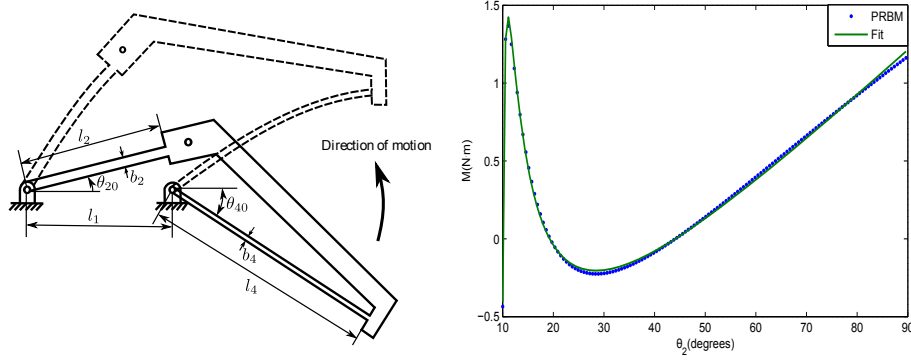 l₂
b₂
θ₂₀
l₁
θ₄₀
b₄
l₄
Direction of motion
1.5
1
0.5
0
−0.5
M(N·m)
10
20
30
40
50
60
70
80
90
θ₂(degrees)
PRBM
Fit